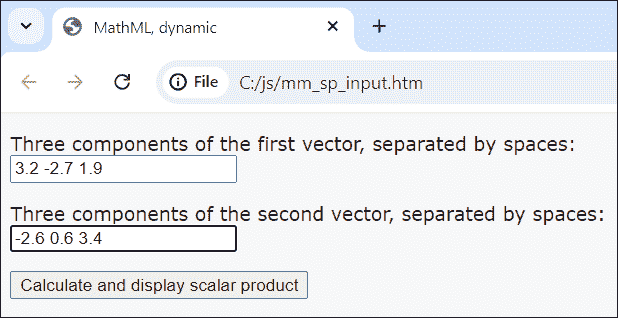 MathML, dynamic
File C:/js/mm_sp_input.htm
Three components of the first vector, separated by spaces:
3.2 -2.7 1.9
Three components of the second vector, separated by spaces:
-2.6 0.6 3.4
Calculate and display scalar product